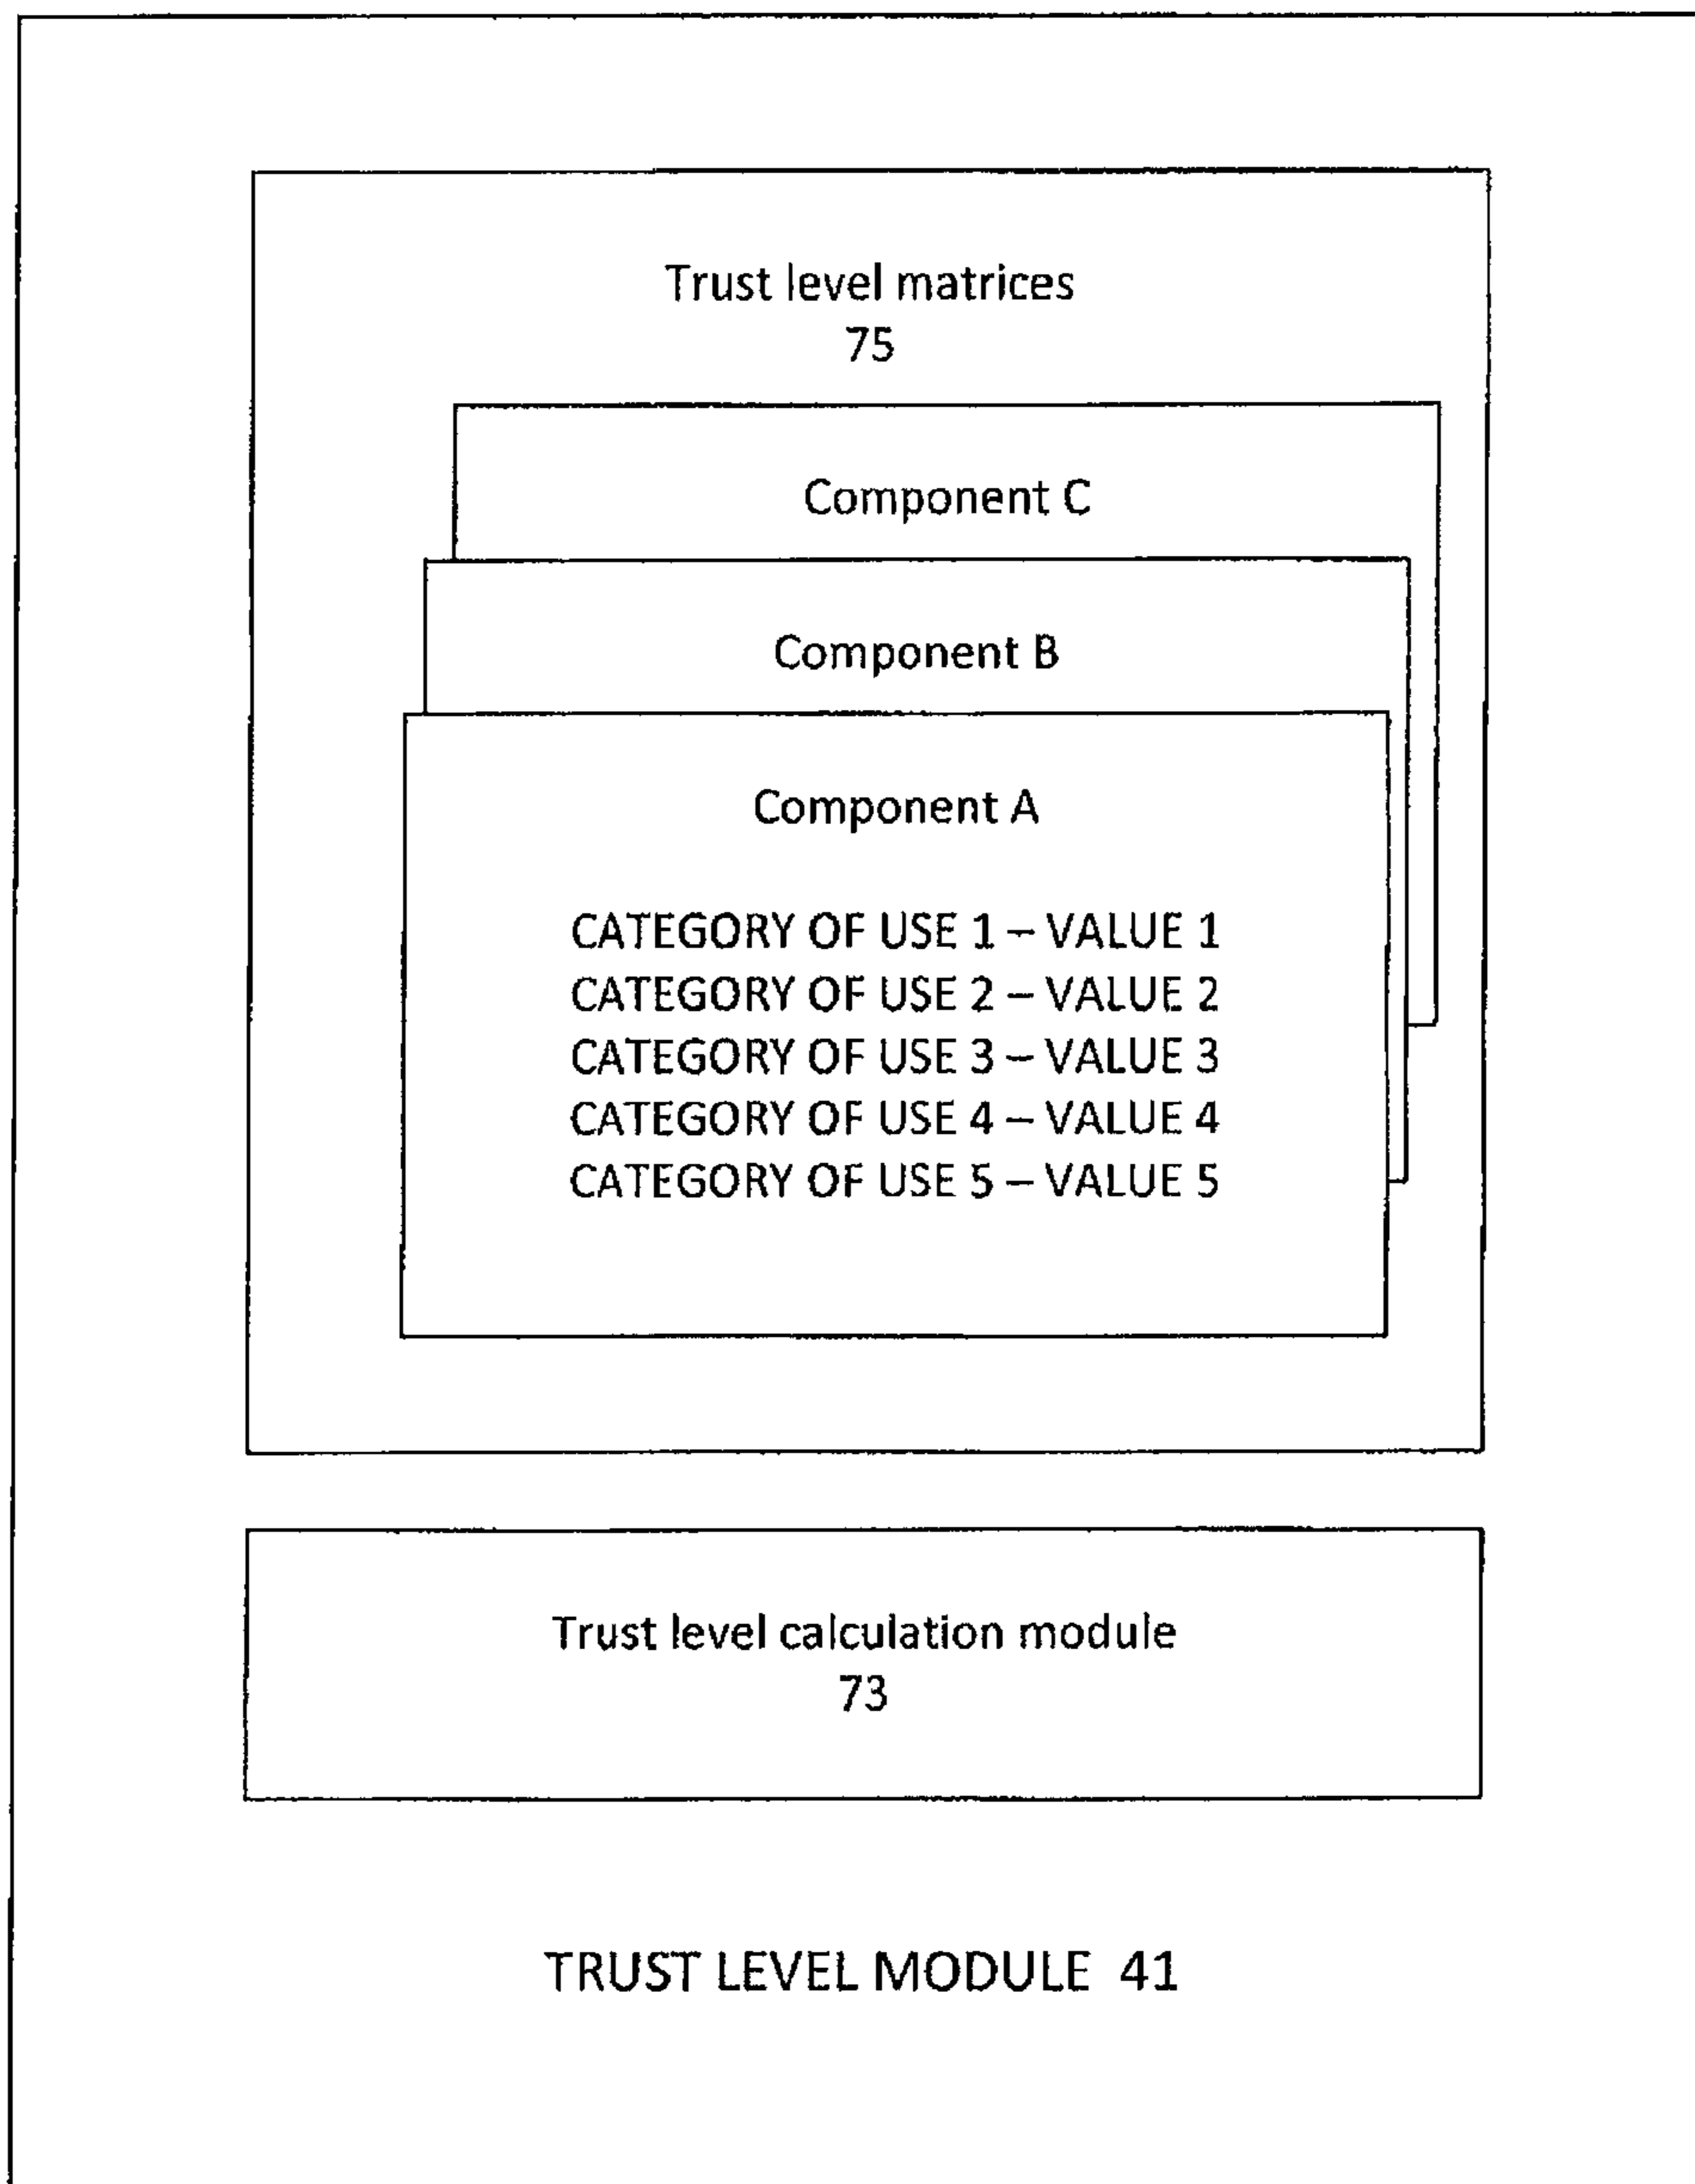 Trust level matrices
75
Component C
Component B
Component A
CATEGORY OF USE 1 – VALUE 1
CATEGORY OF USE 2 – VALUE 2
CATEGORY OF USE 3 – VALUE 3
CATEGORY OF USE 4 – VALUE 4
CATEGORY OF USE 5 – VALUE 5
Trust level calculation module
73
TRUST LEVEL MODULE 41